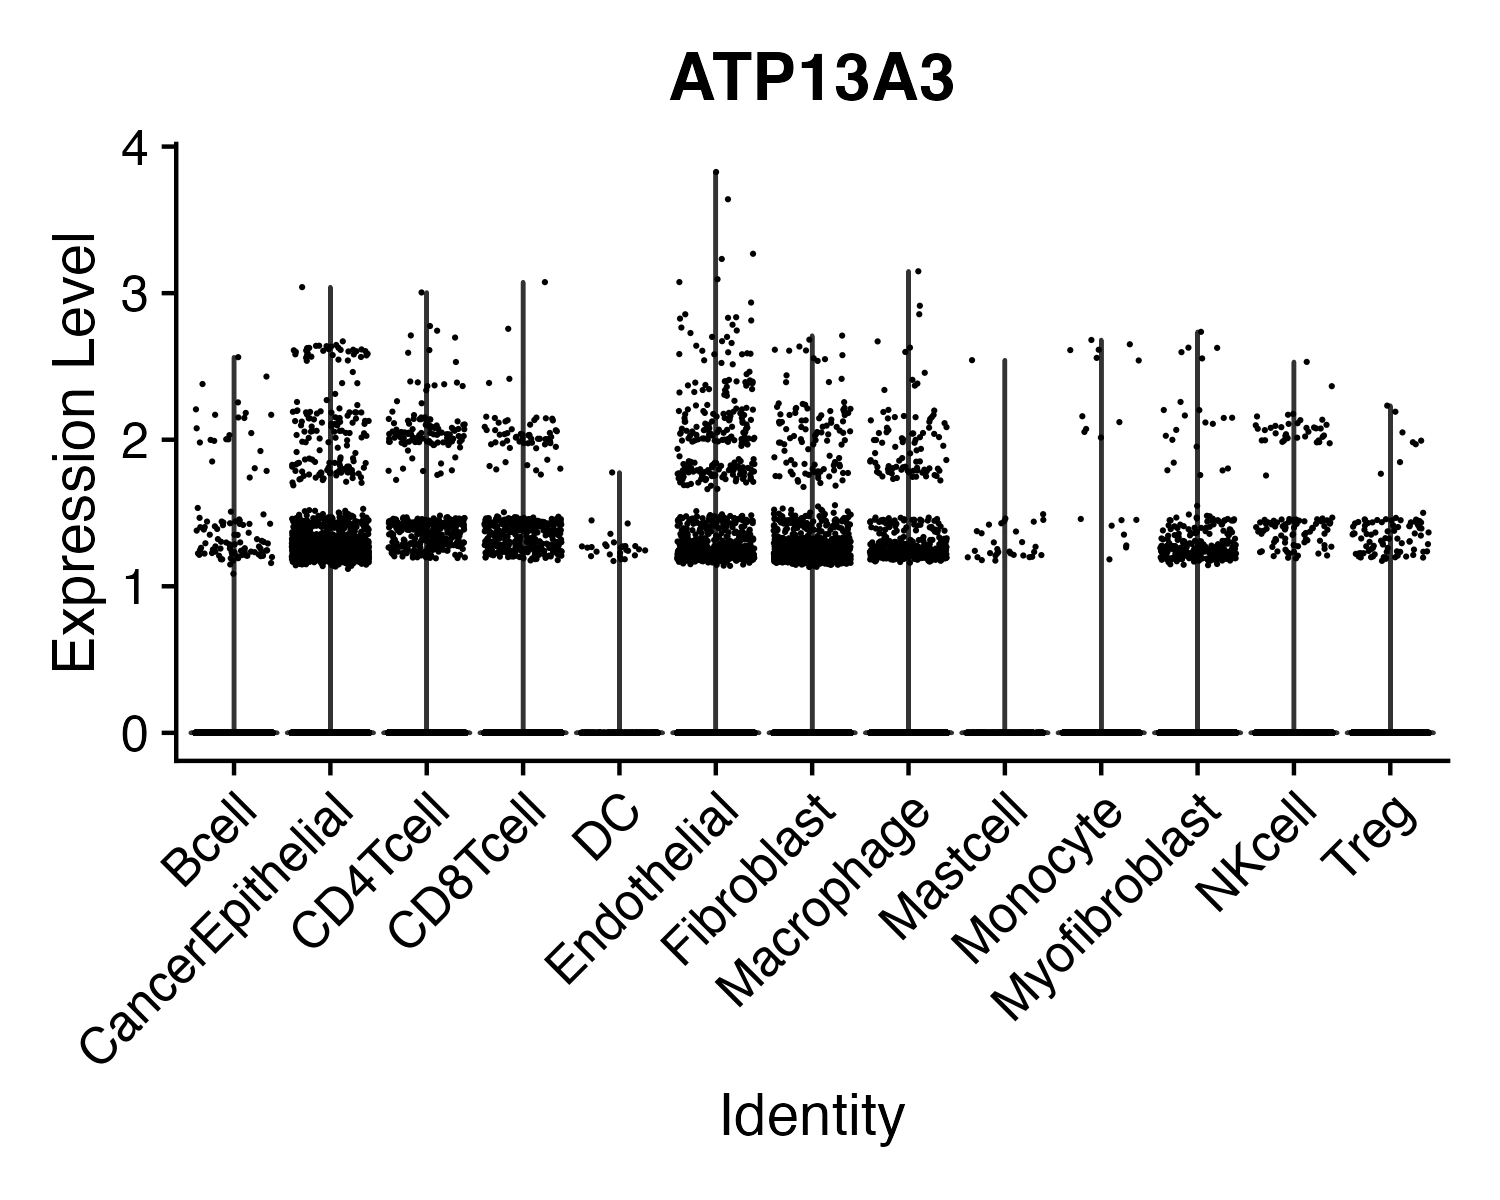 ATP13A3
Expression Level
4
3
2
1
0
Bcell
CancerEpithelial
CD4Tcell
CD8Tcell
DC
Endothelial
Fibroblast
Macrophage
Mastcell
Monocyte
Myofibroblast
NKcell
Treg
Identity